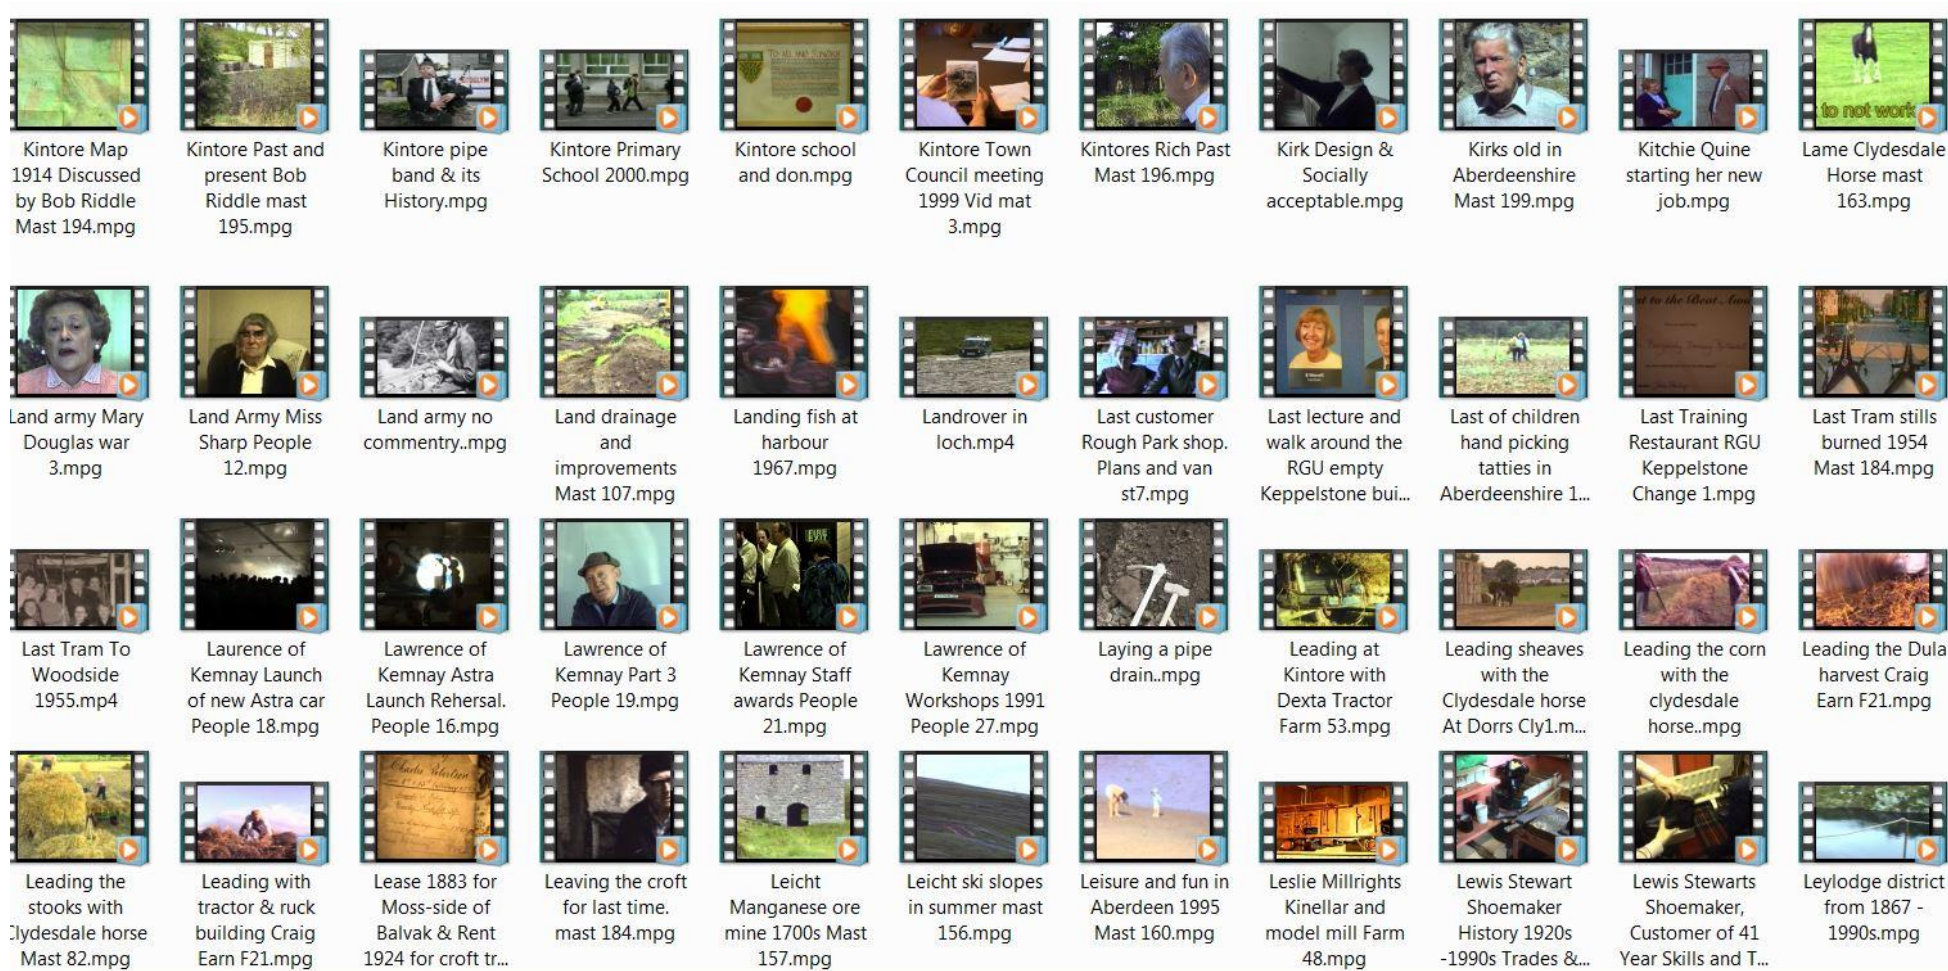 Kintore Map
1914 Discussed
by Bob Riddle
Mast 194.mpg
Kintore Past and
present Bob
Riddle mast
195.mpg
Kintore pipe
band & its
History.mpg
Kintore Primary
School 2000.mpg
Kintore school
and don.mpg
Kintore Town
Council meeting
1999 Vid mat
3.mpg
Kintores Rich Past
Mast 196.mpg
Kirk Design &
Socially
acceptable.mpg
Kirks old in
Aberdeenshire
Mast 199.mpg
Kitchie Quine
starting her new
job.mpg
to not work
Lame Clydesdale
Horse mast
163.mpg
Land army Mary
Douglas war
3.mpg
Land Army Miss
Sharp People
12.mpg
Land army no
commentry..mpg
Land drainage
and
improvements
Mast 107.mpg
Landing fish at
harbour
1967.mpg
Landrover in
loch.mp4
Last customer
Rough Park shop.
Plans and van
st7.mpg
Last lecture and
walk around the
RGU empty
Keppelstone bui...
Last of children
hand picking
tatties in
Aberdeenshire 1...
Last Training
Restaurant RGU
Keppelstone
Change 1.mpg
Last Tram stills
burned 1954
Mast 184.mpg
Last Tram To
Woodside
1955.mp4
Laurence of
Kemnay Launch
of new Astra car
People 18.mpg
Lawrence of
Kemnay Astra
Launch Rehersal.
People 16.mpg
Lawrence of
Kemnay Part 3
People 19.mpg
Lawrence of
Kemnay Staff
awards People
21.mpg
Lawrence of
Kemnay
Workshops 1991
People 27.mpg
Laying a pipe
drain..mpg
Leading at
Kintore with
Dexta Tractor
Farm 53.mpg
Leading sheaves
with the
Clydesdale horse
At Dorrs Cly1.m...
Leading the corn
with the
clydesdale
horse..mpg
Leading the Dula
harvest Craig
Earn F21.mpg
Leading the
stooks with
Clydesdale horse
Mast 82.mpg
Leading with
tractor & ruck
building Craig
Earn F21.mpg
Lease 1883 for
Moss-side of
Balvak & Rent
1924 for croft tr...
Leaving the croft
for last time.
mast 184.mpg
Leicht
Manganese ore
mine 1700s Mast
157.mpg
Leicht ski slopes
in summer mast
156.mpg
Leisure and fun in
Aberdeen 1995
Mast 160.mpg
Leslie Millrights
Kinellar and
model mill Farm
48.mpg
Lewis Stewart
Shoemaker
History 1920s
-1990s Trades &...
Lewis Stewarts
Shoemaker,
Customer of 41
Year Skills and T...
Leylodge district
from 1867 -
1990s.mpg